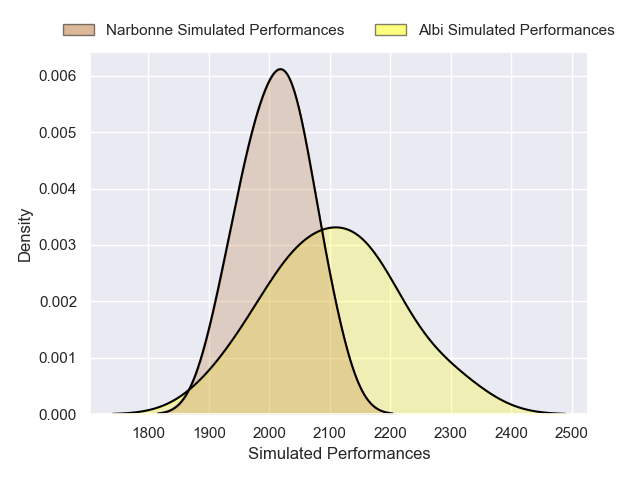 Narbonne Simulated Performances Albi Simulated Performances
0.006
0.005
0.004
0.003
0.002
0.001
0.000
Density
1800 1900 2000 2100 2200 2300 2400 2500
Simulated Performances